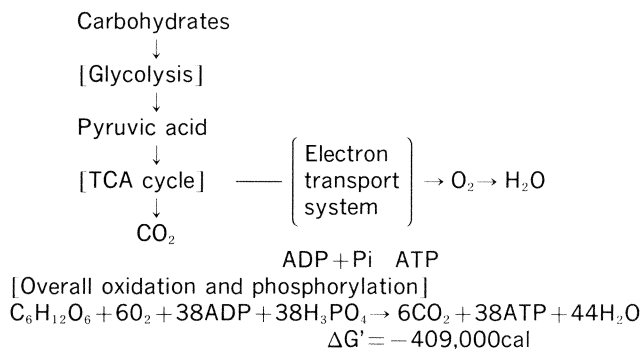 Carbohydrates
↓
[Glycolysis]
↓
Pyruvic acid
↓
[TCA cycle] — [Electron transport system] → O₂ → H₂O
↓
CO₂
ADP+Pi ATP
[Overall oxidation and phosphorylation]
C₆H₁₂O₆+6O₂+38ADP+38H₃PO₄→6CO₂+38ATP+44H₂O
ΔG'=−409,000cal